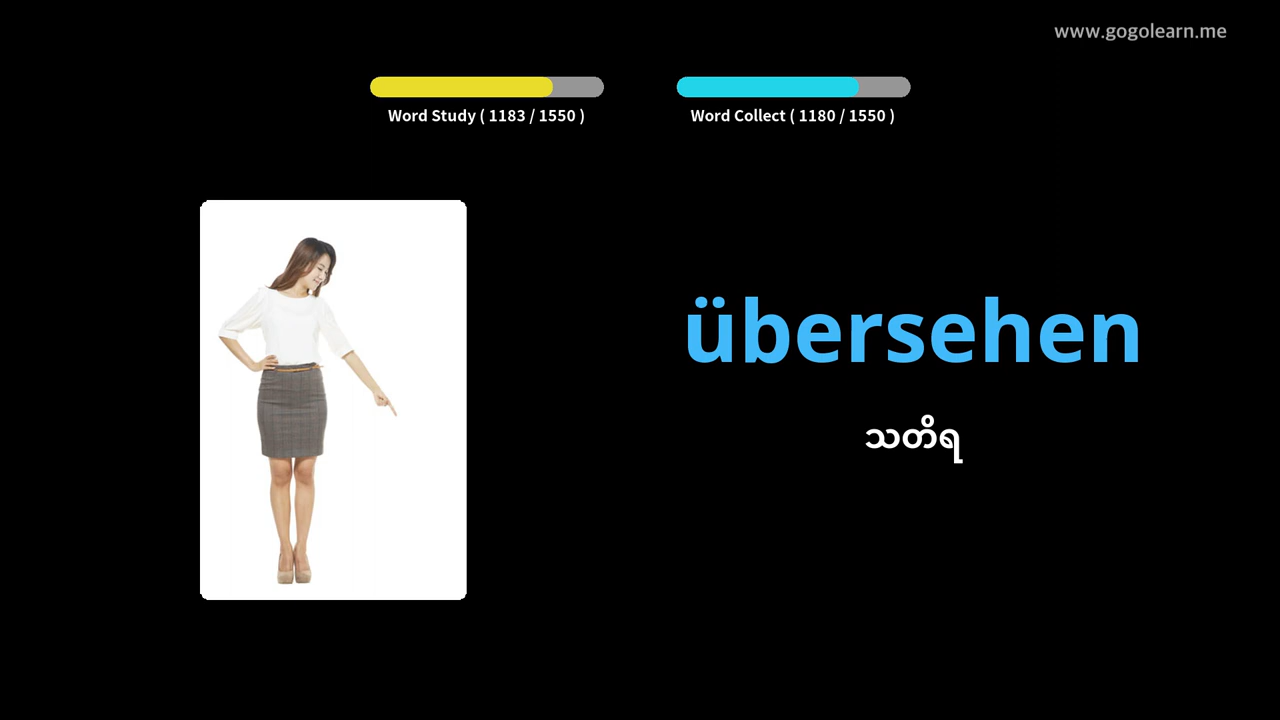 www.gogolearn.me
Word Study ( 1183 / 1550 )
Word Collect ( 1180 / 1550 )
übersehen
သတိရ